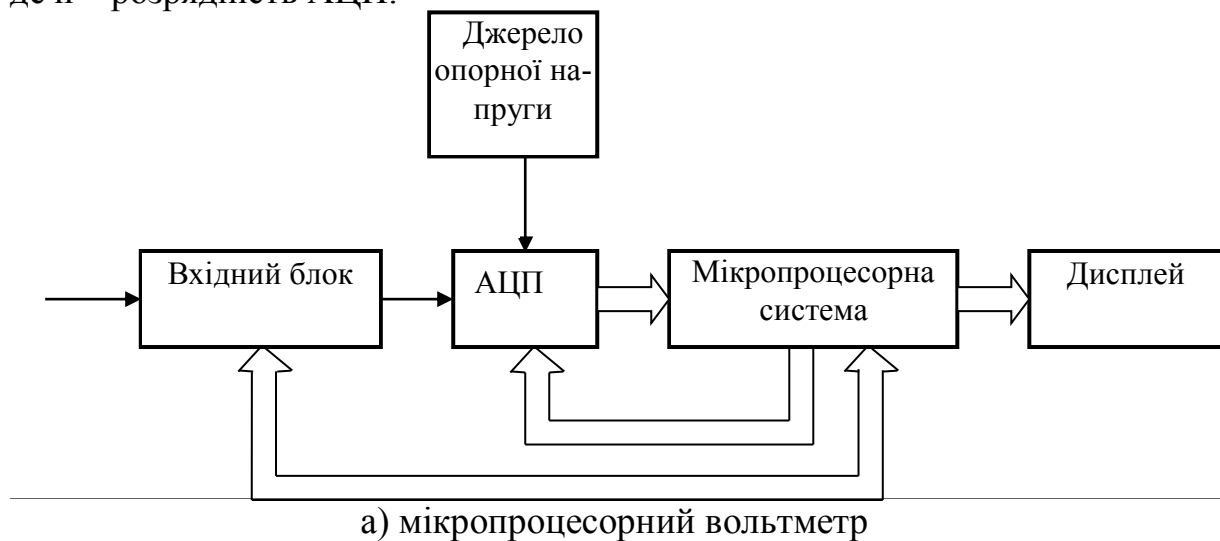 Джерело
опорної на-
пруги
Вхідний блок
АЦП
Мікропроцесорна
система
Дисплей
а) мікропроцесорний вольтметр